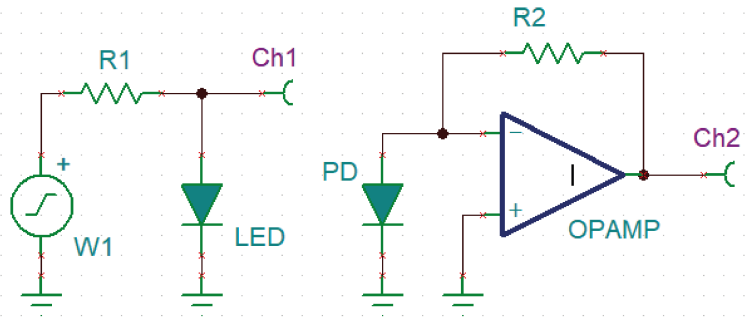 R1
Ch1
+
W1
LED
R2
PD
−
+
I
OPAMP
Ch2